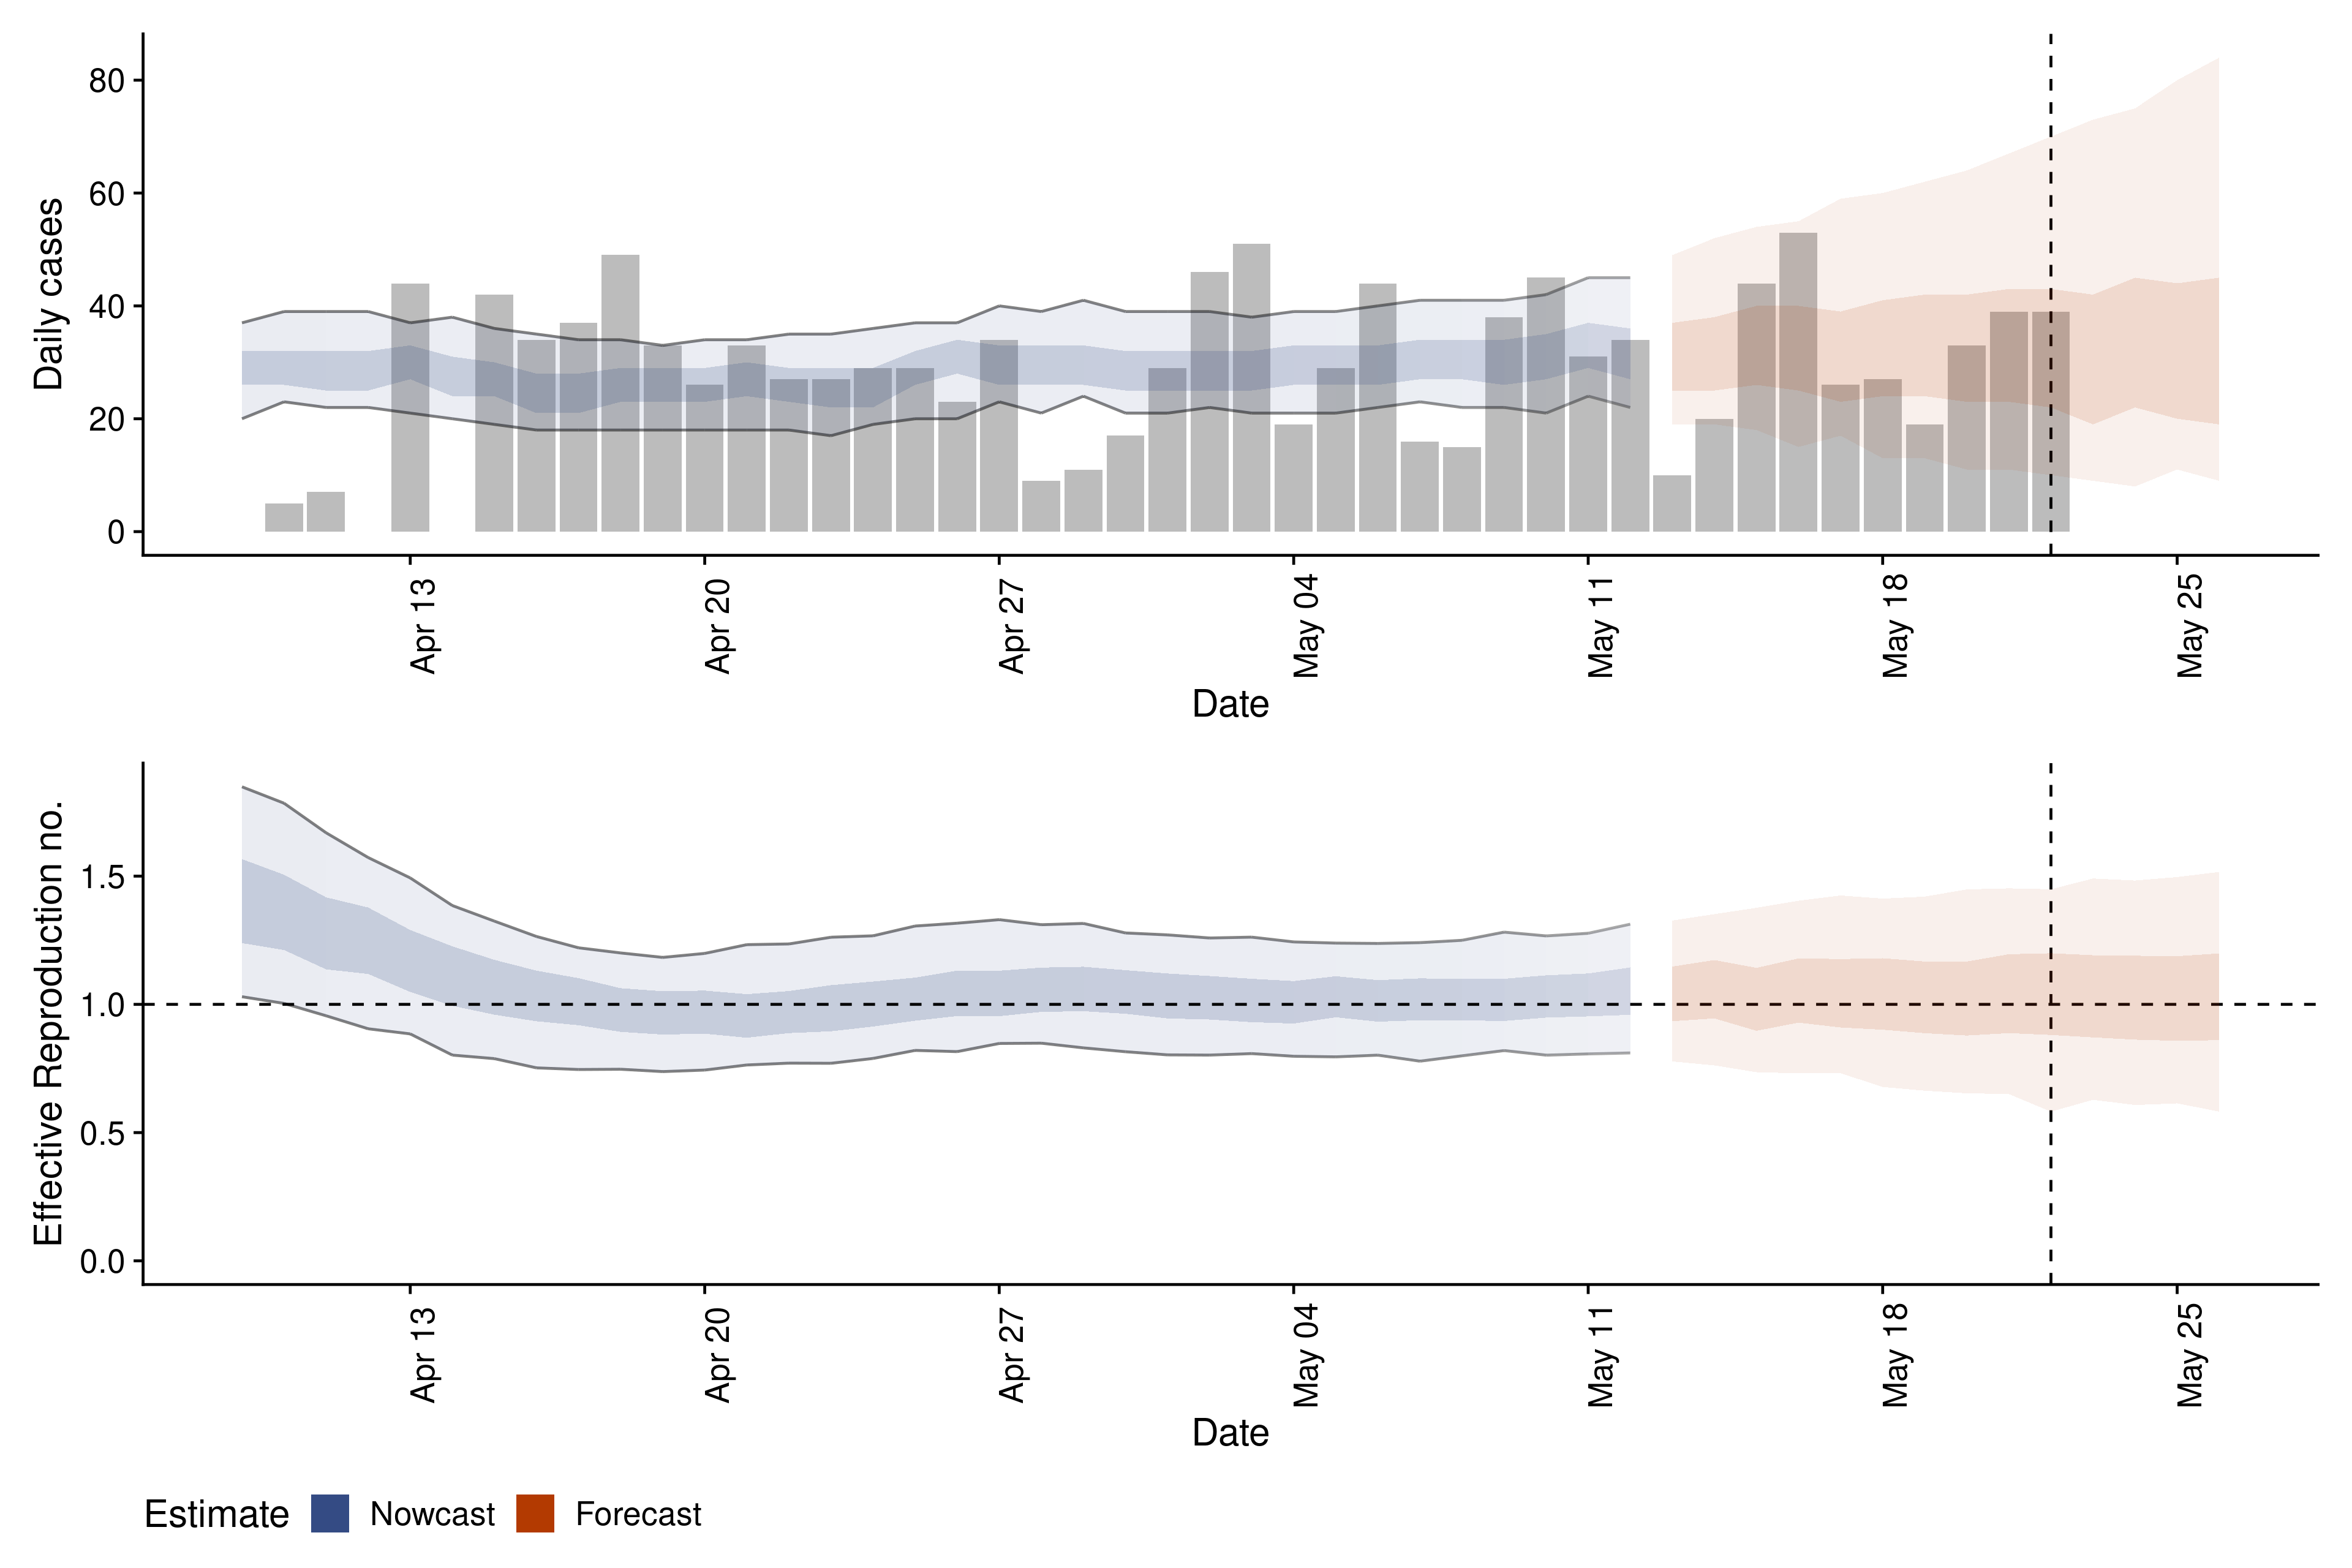 Daily cases
80
60
40
20
0
Apr 13
Apr 20
Apr 27
May 04
May 11
May 18
May 25
Date
Effective Reproduction no.
1.5
1.0
0.5
0.0
Apr 13
Apr 20
Apr 27
May 04
May 11
May 18
May 25
Date
Estimate Nowcast Forecast